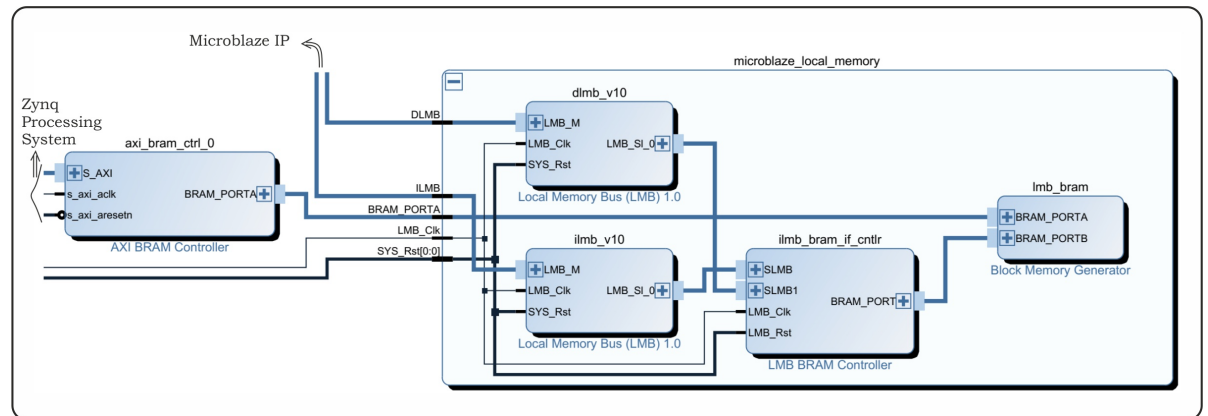 Microblaze IP
microblaze_local_memory
Zynq
Processing
System
axi_bram_ctrl_0
S_AXI
s_axi_aclk
s_axi_aresetn
BRAM_PORTA
AXI BRAM Controller
DLMB
ILMB
BRAM_PORTA
LMB_Clk
SYS_Rst[0:0]
dlmb_v10
LMB_M
LMB_Clk
SYS_Rst
LMB_Sl_0
Local Memory Bus (LMB) 1.0
ilmb_v10
LMB_M
LMB_Clk
SYS_Rst
LMB_Sl_0
Local Memory Bus (LMB) 1.0
ilmb_bram_if_cntlr
SLMB
SLMB1
LMB_Clk
LMB_Rst
BRAM_PORT
LMB BRAM Controller
lmb_bram
BRAM_PORTA
BRAM_PORTB
Block Memory Generator